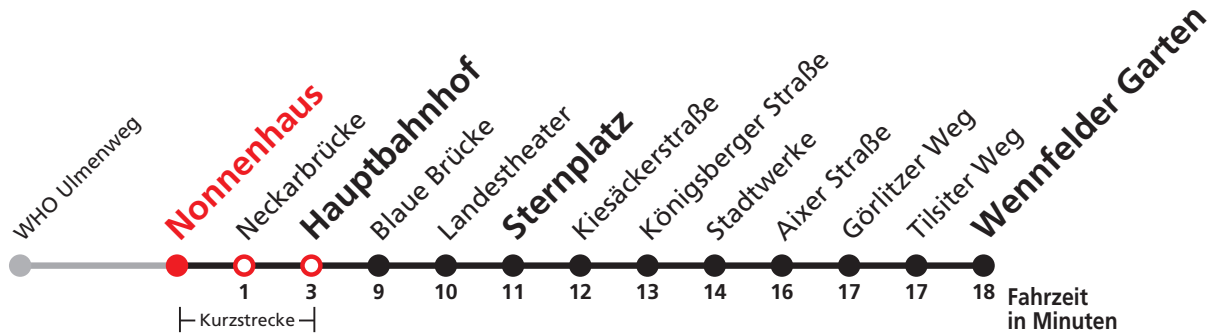 WHO Ulmenweg
Nonnenhaus
Neckarbrücke
Hauptbahnhof
Blaue Brücke
Landestheater
Sternplatz
Kiesäckerstraße
Königsberger Straße
Stadtwerke
Aixer Straße
Görlitzer Weg
Tilsiter Weg
Wennfelder Garten
1 3 9 10 11 12 13 14 16 17 17 18
Fahrzeit
in Minuten
Kurzstrecke